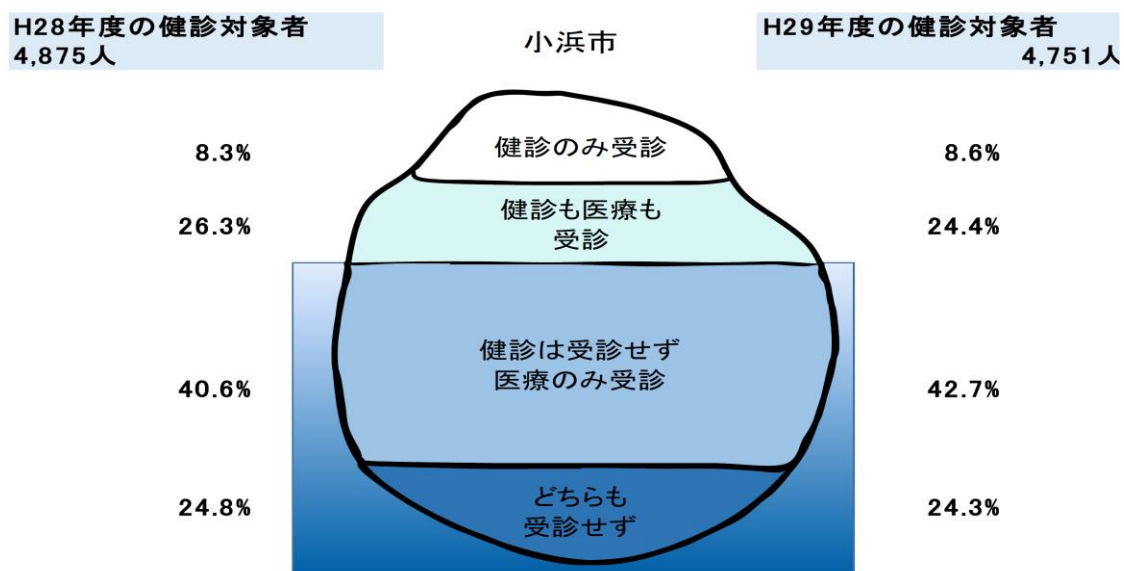 H28年度の健診対象者
4,875人
小浜市
H29年度の健診対象者
4,751人
8.3%
健診のみ受診
8.6%
26.3%
健診も医療も
受診
24.4%
40.6%
健診は受診せず
医療のみ受診
42.7%
24.8%
どちらも
受診せず
24.3%